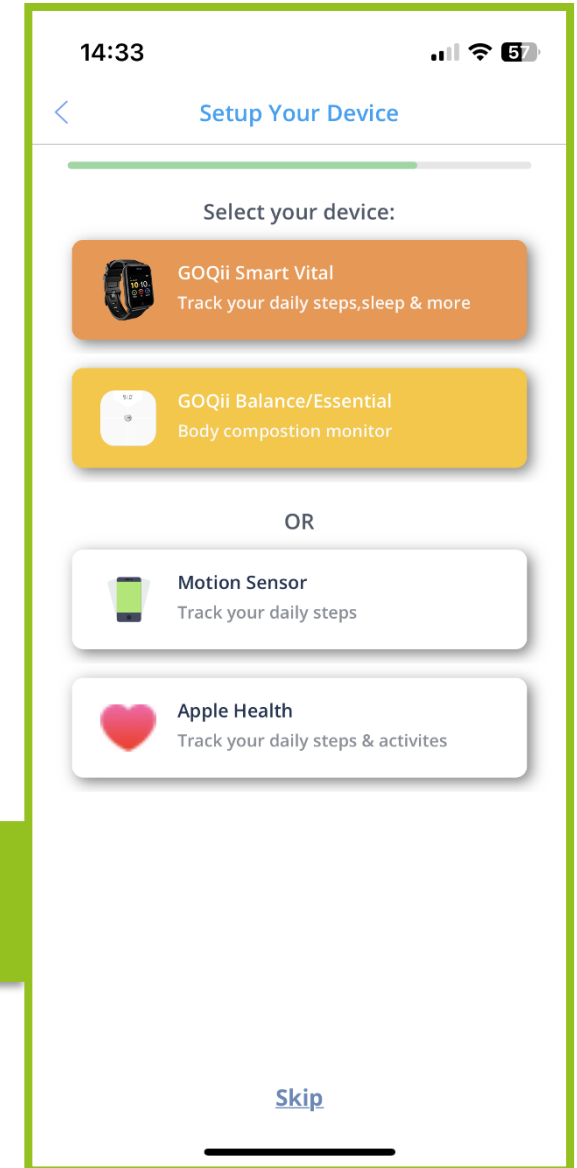 14:33
57
Setup Your Device
Select your device:
GOQii Smart Vital
Track your daily steps,sleep & more
GOQii Balance/Essential
Body compostion monitor
OR
Motion Sensor
Track your daily steps
Apple Health
Track your daily steps & activites
Skip